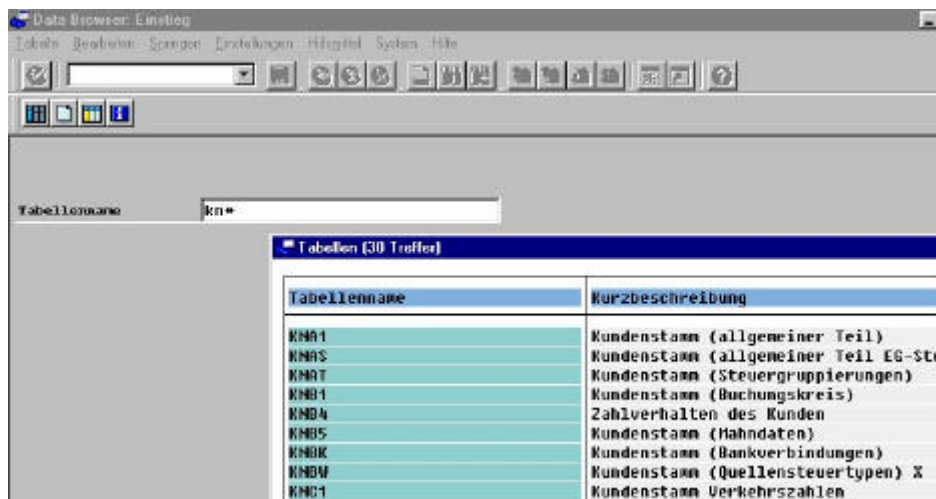 Data Browser: Einstieg
Tabelle Bearbeiten Springen Einstellungen Hilfsmittel System Hilfe
Tabellenname kn*
Tabellen (30 Treffer)
Tabellenname Kurzbeschreibung
KNA1 Kundenstamm (allgemeiner Teil)
KNAS Kundenstamm (allgemeiner Teil EG-Ste
KNAT Kundenstamm (Steuergruppierungen)
KNB1 Kundenstamm (Buchungskreis)
KNB4 Zahlverhalten des Kunden
KNB5 Kundenstamm (Mahndaten)
KNBK Kundenstamm (Bankverbindungen)
KNBW Kundenstamm (Quellensteuertypen) X
KNC1 Kundenstamm Verkehrszahlen